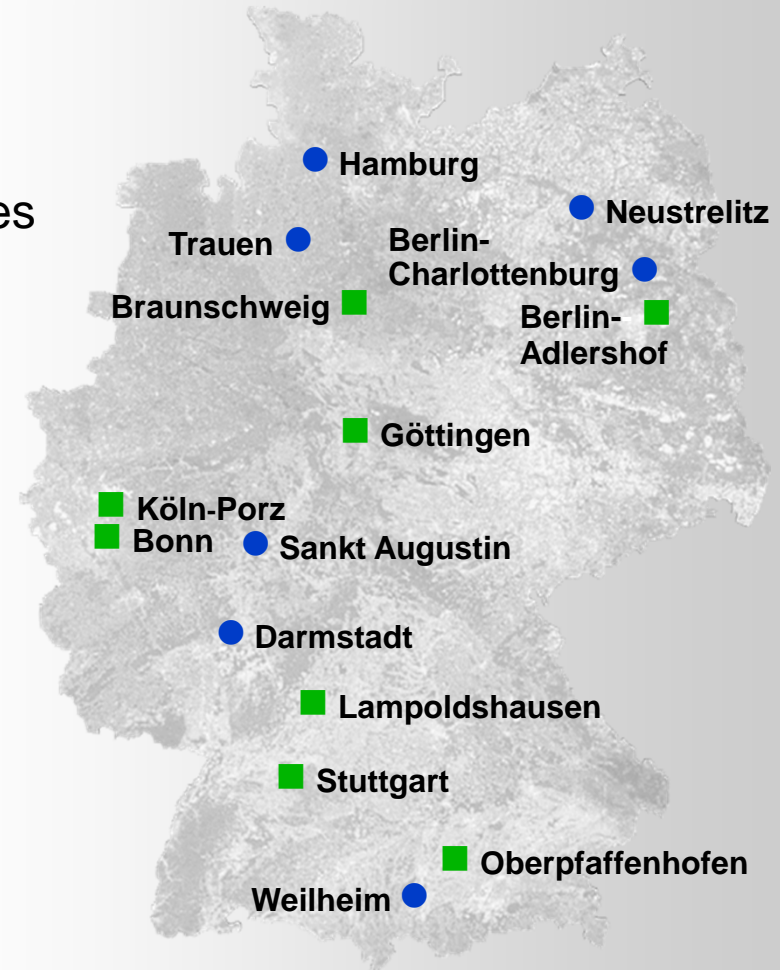 Hamburg
es
Neustrelitz
Trauen
Berlin-
Charlottenburg
Braunschweig
Berlin-
Adlershof
Göttingen
Köln-Porz
Bonn
Sankt Augustin
Darmstadt
Lampoldshausen
Stuttgart
Oberpfaffenhofen
Weilheim